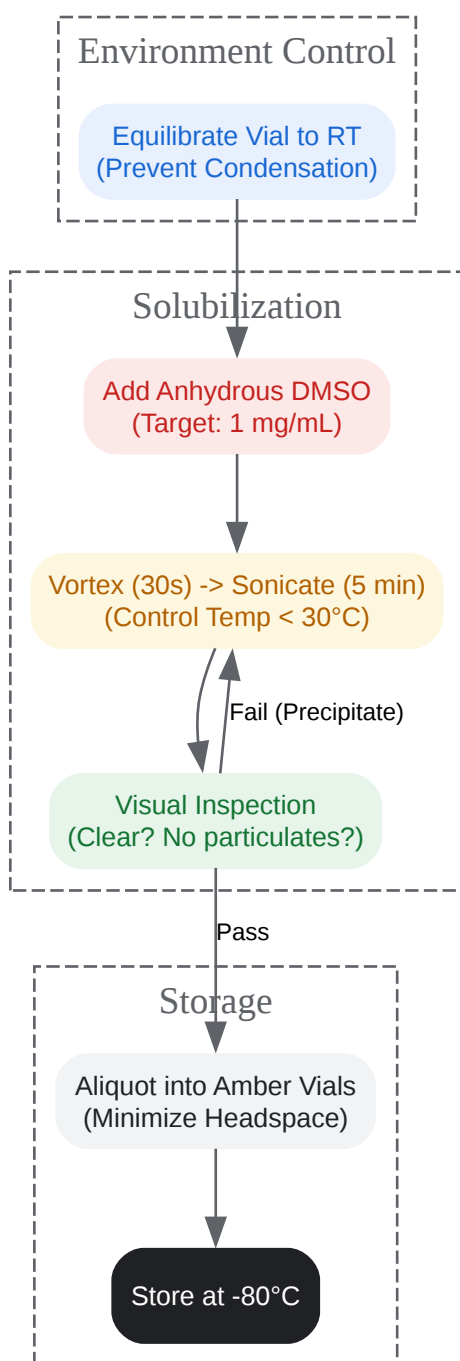 Environment Control
Equilibrate Vial to RT
(Prevent Condensation)
Solubilization
Add Anhydrous DMSO
(Target: 1 mg/mL)
Vortex (30s) -> Sonicate (5 min)
(Control Temp < 30°C)
Fail (Precipitate)
Visual Inspection
(Clear? No particulates?)
Pass
Storage
Aliquot into Amber Vials
(Minimize Headspace)
Store at -80°C